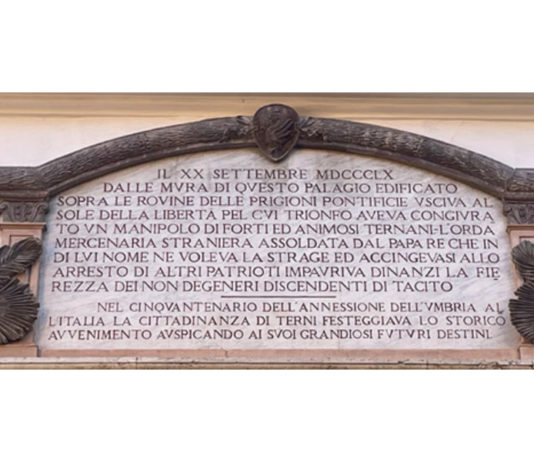 IL XX SETTEMBRE MDCCCLX
DALLE MVRA DI QVESTO PALAGIO EDIFICATO
SOPRA LE ROVINE DELLE PRIGIONI PONTIFICIE VSCIVA AL
SOLE DELLA LIBERTÀ PEL CVI TRIONFO AVEVA CONGIVRA
TO VN MANIPOLO DI FORTI ED ANIMOSI TERNANI-L'ORDA
MERCENARIA STRANIERA ASSOLDATA DAL PAPA RE CHE IN
DI LVI NOME NE VOLEVA LA STRAGE ED ACCINGEVASI ALLO
ARRESTO DI ALTRI PATRIOTI IMPAVRIVA DINANZI LA FIE
REZZA DEI NON DEGENERI DISCENDENTI DI TACITO
NEL CINQVANTENARIO DELL'ANNESSIONE DELL'VMBRIA AL
L'ITALIA LA CITTADINANZA DI TERNI FESTEGGIAVA LO STORICO
AVVENIMENTO AVSPICANDO AI SVOI GRANDIOSI FVTVRI DESTINI.